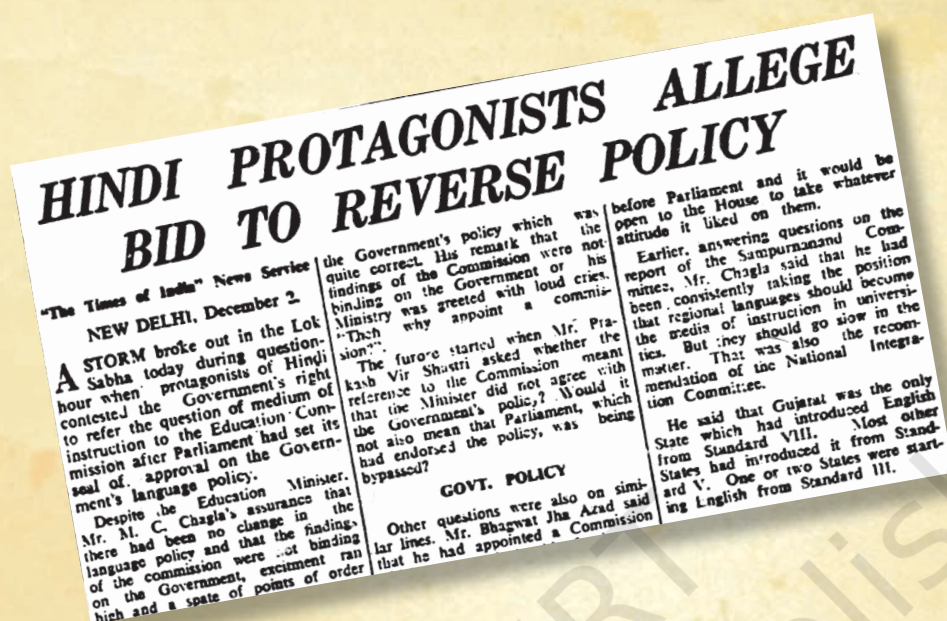 HINDI PROTAGONISTS ALLEGE
BID TO REVERSE POLICY
"The Times of India" News Service
NEW DELHI, December 2.
A STORM broke out in the Lok
Sabha today during question-
hour when protagonists of Hindi
contested the Government's right
to refer the question of medium of
instruction to the Education Com-
mission after Parliament had set its
seal of approval on the Govern-
ment's language policy.
Despite the Education Minister.
Mr. M. C. Chagla's assurance that
there had been no change in the
language policy and that the findings
of the commission were not binding
on the Government, excitment ran
high and a spate of points of order
the Government's policy which was
quite correct. His remark that the
findings of the Commission were not
binding on the Government or his
Ministry was greeted with loud cries.
"Then why appoint a commis-
sion?".
The furore started when Mr. Pra-
kash Vir Shastri asked whether the
reference to the Commission meant
that the Minister did not agree with
the Government's policy? Would it
not also mean that Parliament, which
had endorsed the policy, was being
bypassed?
GOVT. POLICY
Other questions were also on simi-
lar lines. Mr. Bhagwat Jha Azad said
that he had appointed a Commission
before Parliament and it would be
open to the House to take whatever
attitude it liked on them.
Earlier, answering questions on the
report of the Sampurnanand Com-
mittee, Mr. Chagla said that he had
been consistently taking the position
that regional languages should become
the media of instruction in universi-
ties. But they should go slow in the
matter. That was also the recom-
mendation of the National Integra-
tion Committee.
He said that Gujarat was the only
State which had introduced English
from Standard VIII. Most other
States had introduced it from Stand-
ard V. One or two States were start-
ing English from Standard III.